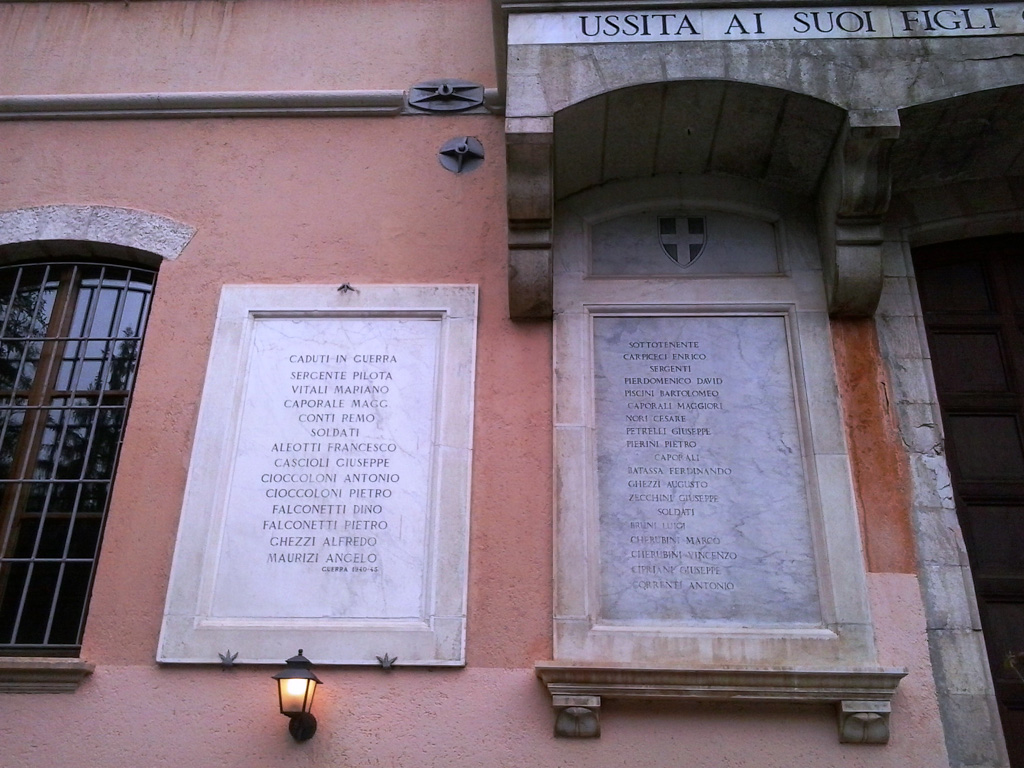 USSITA AI SUOI FIGLI
CADUTI IN GUERRA
SERGENTE PILOTA
VITALI MARIANO
CAPORALE MAGG
CONTI REMO
SOLDATI
ALEOTTI FRANCESCO
CASCIOLI GIUSEPPE
CIOCCOLONI ANTONIO
CIOCCOLONI PIETRO
FALCONETTI DINO
FALCONETTI PIETRO
GHEZZI ALFREDO
MAURIZI ANGELO
GUERRA 1940-45
SOTTOTENENTE
CARPICECI ENRICO
SERGENTI
PIERDOMENICO DAVID
PISCINI BARTOLOMEO
CAPORALI MAGGIORI
NORI CESARE
PETRELLI GIUSEPPE
PIERINI PIETRO
CAPORALI
BATASSA FERDINANDO
GHEZZI AUGUSTO
ZECCHINI GIUSEPPE
SOLDATI
BRUNI LUIGI
CHERUBINI MARCO
CHERUBINI VINCENZO
CIPRIANI GIUSEPPE
CORRENTI ANTONIO